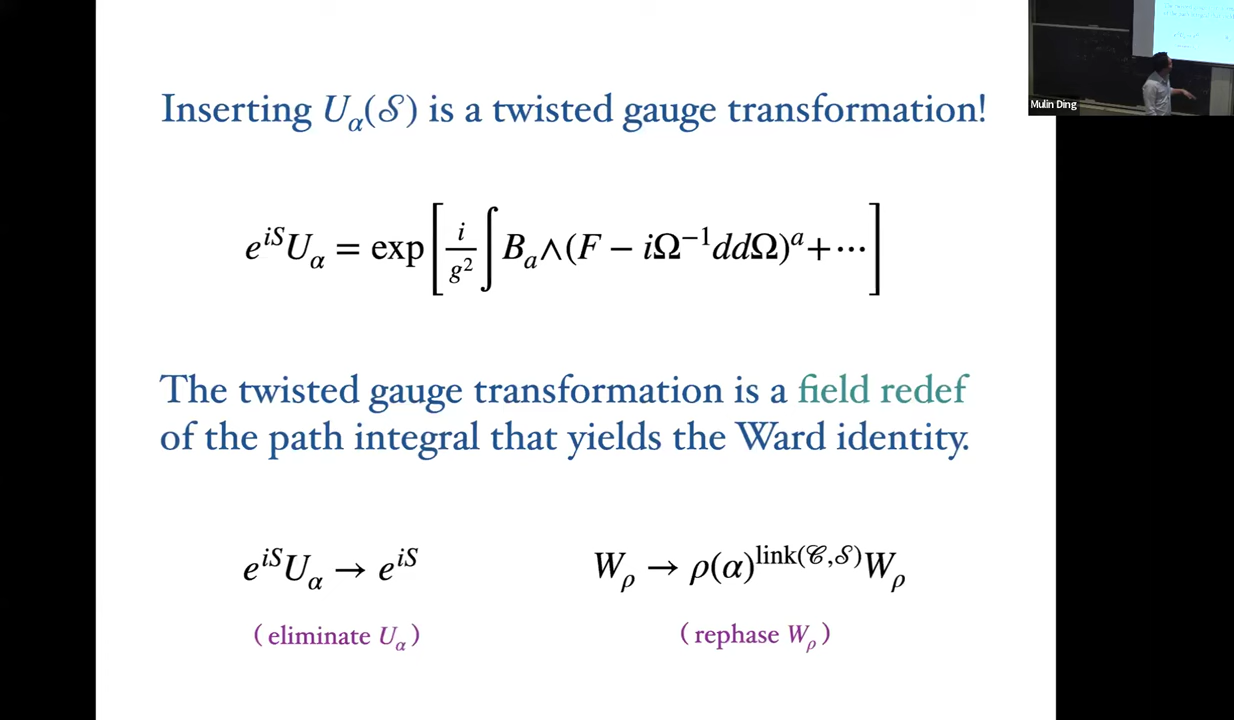 Inserting U_α(𝒮) is a twisted gauge transformation!
e^{iS}U_α = exp[ i/g² ∫ B_a∧(F − iΩ⁻¹ddΩ)^a + ⋯ ]
The twisted gauge transformation is a field redef
of the path integral that yields the Ward identity.
e^{iS}U_α → e^{iS}
W_ρ → ρ(α)^{link(𝒞,𝒮)}W_ρ
( eliminate U_α )
( rephase W_ρ )
Mulin Ding